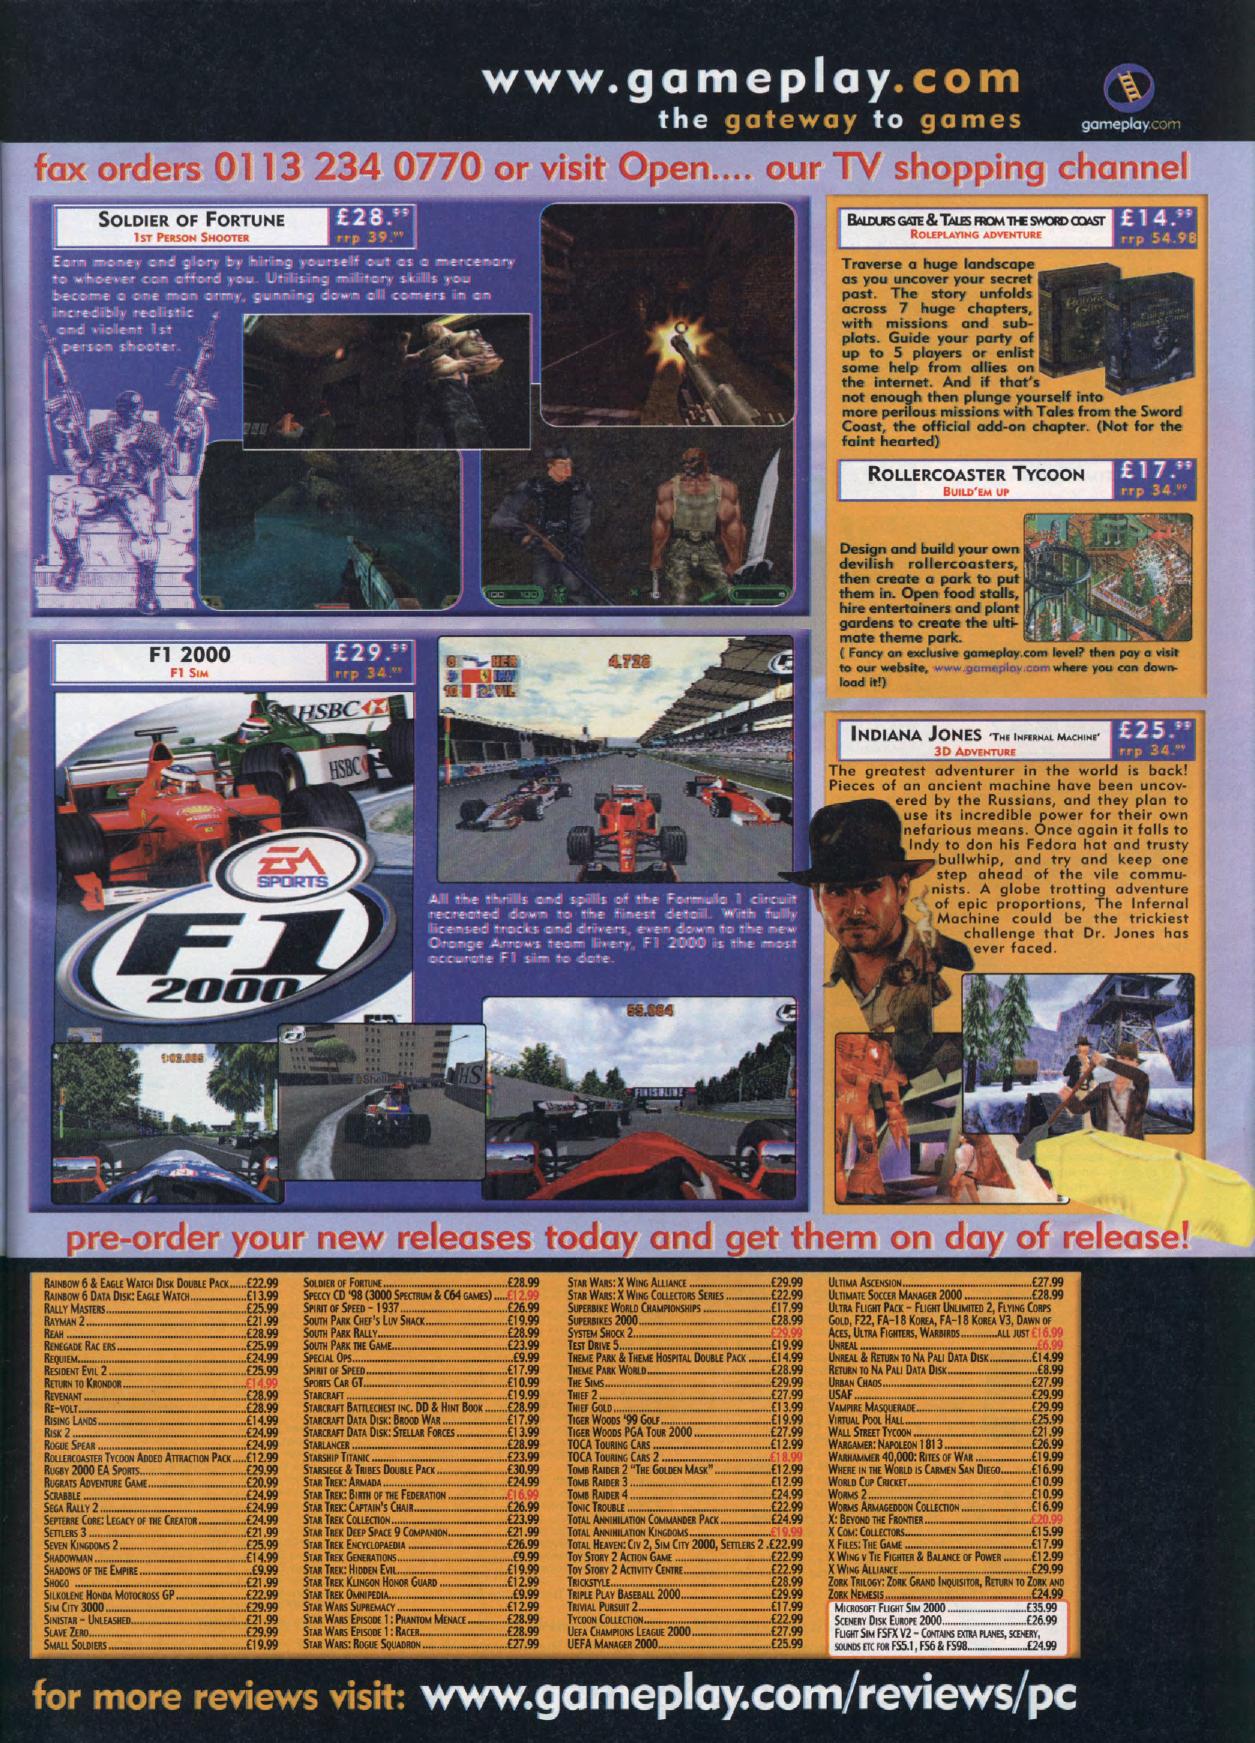 www.gameplay.com
the gateway to games
gameplay.com
fax orders 0113 234 0770 or visit Open.... our TV shopping channel
SOLDIER OF FORTUNE
1ST PERSON SHOOTER
£28.99
rrp 39.99
Earn money and glory by hiring yourself out as a mercenary
to whoever can afford you. Utilising military skills you
become a one man army, gunning down all comers in an
incredibly realistic
and violent 1st
person shooter.
F1 2000
F1 SIM
£29.99
rrp 34.99
HSBC
HSBC
EA
SPORTS
F1
2000
4.726
All the thrills and spills of the Formula 1 circuit
recreated down to the finest detail. With fully
licensed tracks and drivers, even down to the new
Orange Arrows team livery, F1 2000 is the most
accurate F1 sim to date.
1:02.885
Shell
HS
55.884
FINISHLINE
BALDURS GATE & TALES FROM THE SWORD COAST
ROLEPLAYING ADVENTURE
£14.99
rrp 54.98
Traverse a huge landscape
as you uncover your secret
past. The story unfolds
across 7 huge chapters,
with missions and sub-
plots. Guide your party of
up to 5 players or enlist
some help from allies on
the internet. And if that's
not enough then plunge yourself into
more perilous missions with Tales from the Sword
Coast, the official add-on chapter. (Not for the
faint hearted)
ROLLERCOASTER TYCOON
BUILD'EM UP
£17.99
rrp 34.99
Design and build your own
devilish rollercoasters,
then create a park to put
them in. Open food stalls,
hire entertainers and plant
gardens to create the ulti-
mate theme park.
( Fancy an exclusive gameplay.com level? then pay a visit
to our website, www.gameplay.com where you can down-
load it!)
INDIANA JONES 'THE INFERNAL MACHINE'
3D ADVENTURE
£25.99
rrp 34.99
The greatest adventurer in the world is back!
Pieces of an ancient machine have been uncov-
ered by the Russians, and they plan to
use its incredible power for their own
nefarious means. Once again it falls to
Indy to don his Fedora hat and trusty
bullwhip, and try and keep one
step ahead of the vile commu-
nists. A globe trotting adventure
of epic proportions, The Infernal
Machine could be the trickiest
challenge that Dr. Jones has
ever faced.
pre-order your new releases today and get them on day of release!
RAINBOW 6 & EAGLE WATCH DISK DOUBLE PACK.....£22.99
RAINBOW 6 DATA DISK: EAGLE WATCH.....£13.99
RALLY MASTERS.....£25.99
RAYMAN 2.....£21.99
REAH.....£28.99
RENEGADE RAC ERS.....£28.99
REQUIEM.....£24.99
RESIDENT EVIL 2.....£25.99
RETURN TO KRONDOR.....£14.99
REVENANT.....£28.99
RE-VOLT.....£28.99
RISING LANDS.....£14.99
RISK 2.....£24.99
ROGUE SPEAR.....£24.99
ROLLERCOASTER TYCOON ADDED ATTRACTION PACK.....£12.99
RUGBY 2000 EA SPORTS.....£29.99
RUGRATS ADVENTURE GAME.....£20.99
SCRABBLE.....£24.99
SEGA RALLY 2.....£24.99
SEPTERRE CORE: LEGACY OF THE CREATOR.....£24.99
SETTLERS 3.....£21.99
SEVEN KINGDOMS 2.....£25.99
SHADOWMAN.....£14.99
SHADOWS OF THE EMPIRE.....£9.99
SHOGO.....£21.99
SILKOLENE HONDA MOTOCROSS GP.....£22.99
SIM CITY 3000.....£29.99
SINISTAR - UNLEASHED.....£21.99
SLAVE ZERO.....£29.99
SMALL SOLDIERS.....£19.99
SOLDIER OF FORTUNE.....£28.99
SPECCY CD '98 (3000 SPECTRUM & C64 GAMES).....£12.99
SPIRIT OF SPEED - 1937.....£26.99
SOUTH PARK CHEF'S LUV SHACK.....£19.99
SOUTH PARK RALLY.....£28.99
SOUTH PARK THE GAME.....£23.99
SPECIAL OPS.....£9.99
SPIRIT OF SPEED.....£17.99
SPORTS CAR GT.....£10.99
STARCRAFT.....£19.99
STARCRAFT BATTLECHEST INC. DD & HINT BOOK.....£28.99
STARCRAFT DATA DISK: BROOD WAR.....£17.99
STARCRAFT DATA DISK: STELLAR FORCES.....£13.99
STARLANCER.....£28.99
STARSHIP TITANIC.....£23.99
STARSIEGE & TRIBES DOUBLE PACK.....£30.99
STAR TREK: ARMADA.....£24.99
STAR TREK: BIRTH OF THE FEDERATION.....£16.99
STAR TREK: CAPTAIN'S CHAIR.....£26.99
STAR TREK COLLECTION.....£23.99
STAR TREK DEEP SPACE 9 COMPANION.....£21.99
STAR TREK ENCYCLOPAEDIA.....£26.99
STAR TREK GENERATIONS.....£9.99
STAR TREK: HIDDEN EVIL.....£19.99
STAR TREK KLINGON HONOR GUARD.....£12.99
STAR TREK OMNIPEDIA.....£9.99
STAR WARS SUPREMACY.....£12.99
STAR WARS EPISODE 1: PHANTOM MENACE.....£28.99
STAR WARS EPISODE 1: RACER.....£28.99
STAR WARS: ROGUE SQUADRON.....£27.99
STAR WARS: X WING ALLIANCE.....£29.99
STAR WARS: X WING COLLECTORS SERIES.....£22.99
SUPERBIKE WORLD CHAMPIONSHIPS.....£17.99
SUPERBIKES 2000.....£28.99
SYSTEM SHOCK 2.....£29.99
TEST DRIVE 5.....£19.99
THEME PARK & THEME HOSPITAL DOUBLE PACK.....£14.99
THEME PARK WORLD.....£28.99
THE SIMS.....£29.99
THIEF 2.....£27.99
THIEF GOLD.....£13.99
TIGER WOODS '99 GOLF.....£19.99
TIGER WOODS PGA TOUR 2000.....£27.99
TOCA TOURING CARS.....£12.99
TOCA TOURING CARS 2.....£18.99
TOMB RAIDER 2 "THE GOLDEN MASK".....£12.99
TOMB RAIDER 3.....£12.99
TOMB RAIDER 4.....£24.99
TONIC TROUBLE.....£22.99
TOTAL ANNIHILATION COMMANDER PACK.....£24.99
TOTAL ANNIHILATION KINGDOMS.....£19.99
TOTAL HEAVEN: CIV 2, SIM CITY 2000, SETTLERS 2.£22.99
TOY STORY 2 ACTION GAME.....£22.99
TOY STORY 2 ACTIVITY CENTRE.....£22.99
TRICKSTYLE.....£28.99
TRIPLE PLAY BASEBALL 2000.....£29.99
TRIVIAL PURSUIT 2.....£17.99
TYCOON COLLECTION.....£22.99
UEFA CHAMPIONS LEAGUE 2000.....£27.99
UEFA MANAGER 2000.....£25.99
ULTIMA ASCENSION.....£27.99
ULTIMATE SOCCER MANAGER 2000.....£28.99
ULTRA FLIGHT PACK - FLIGHT UNLIMITED 2, FLYING CORPS
GOLD, F22, FA-18 KOREA, FA-18 KOREA V3, DAWN OF
ACES, ULTRA FIGHTERS, WARBIRDS.....ALL JUST £16.99
UNREAL.....£6.99
UNREAL & RETURN TO NA PALI DATA DISK.....£14.99
RETURN TO NA PALI DATA DISK.....£8.99
URBAN CHAOS.....£27.99
USAF.....£29.99
VAMPIRE MASQUERADE.....£29.99
VIRTUAL POOL HALL.....£25.99
WALL STREET TYCOON.....£21.99
WARGAMER: NAPOLEON 1813.....£26.99
WARHAMMER 40,000: RITES OF WAR.....£19.99
WHERE IN THE WORLD IS CARMEN SAN DIEGO.....£16.99
WORLD CUP CRICKET.....£10.99
WORMS 2.....£10.99
WORMS ARMAGEDDON COLLECTION.....£16.99
X: BEYOND THE FRONTIER.....£20.99
X COM: COLLECTORS.....£15.99
X FILES: THE GAME.....£17.99
X WING V TIE FIGHTER & BALANCE OF POWER.....£12.99
X WING ALLIANCE.....£29.99
ZORK TRILOGY: ZORK GRAND INQUISITOR, RETURN TO ZORK AND
ZORK NEMESIS.....£24.99
MICROSOFT FLIGHT SIM 2000.....£35.99
SCENERY DISK EUROPE 2000.....£26.99
FLIGHT SIM FSFX V2 - CONTAINS EXTRA PLANES, SCENERY,
SOUNDS ETC FOR FS5.1, FS6 & FS98.....£24.99
for more reviews visit: www.gameplay.com/reviews/pc